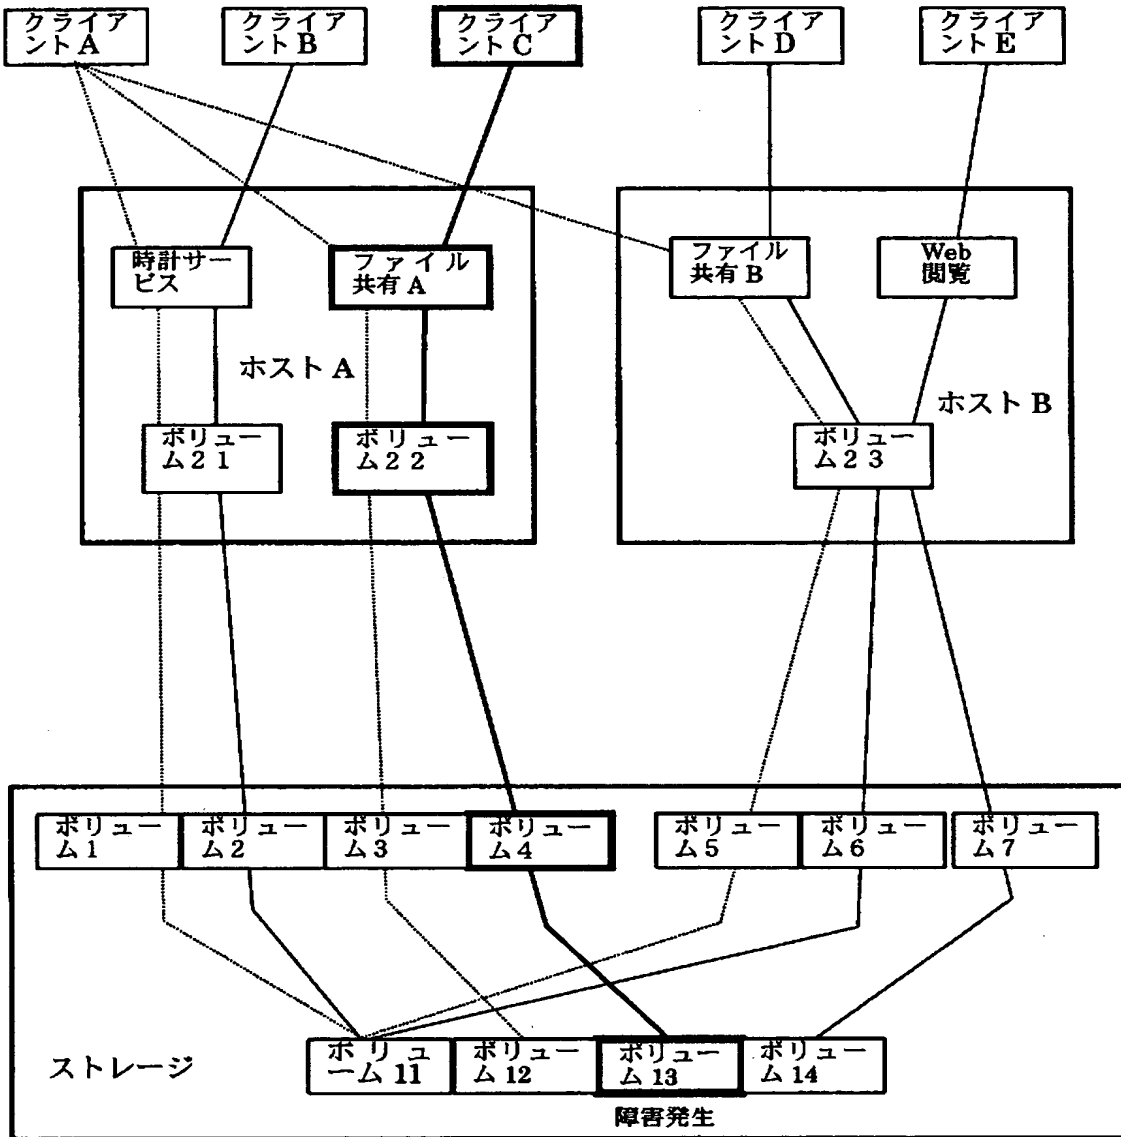 クライア
ントA
クライア
ントB
クライア
ントC
クライア
ントD
クライア
ントE
時計サー
ビス
ファイル
共有A
ファイル
共有B
Web
閲覧
ホストA
ホストB
ボリュー
ム21
ボリュー
ム22
ボリュー
ム23
ボリュー
ム1
ボリュー
ム2
ボリュー
ム3
ボリュー
ム4
ボリュー
ム5
ボリュー
ム6
ボリュー
ム7
ストレージ
ボリュ
ーム11
ボリュー
ム12
ボリュー
ム13
ボリュー
ム14
障害発生